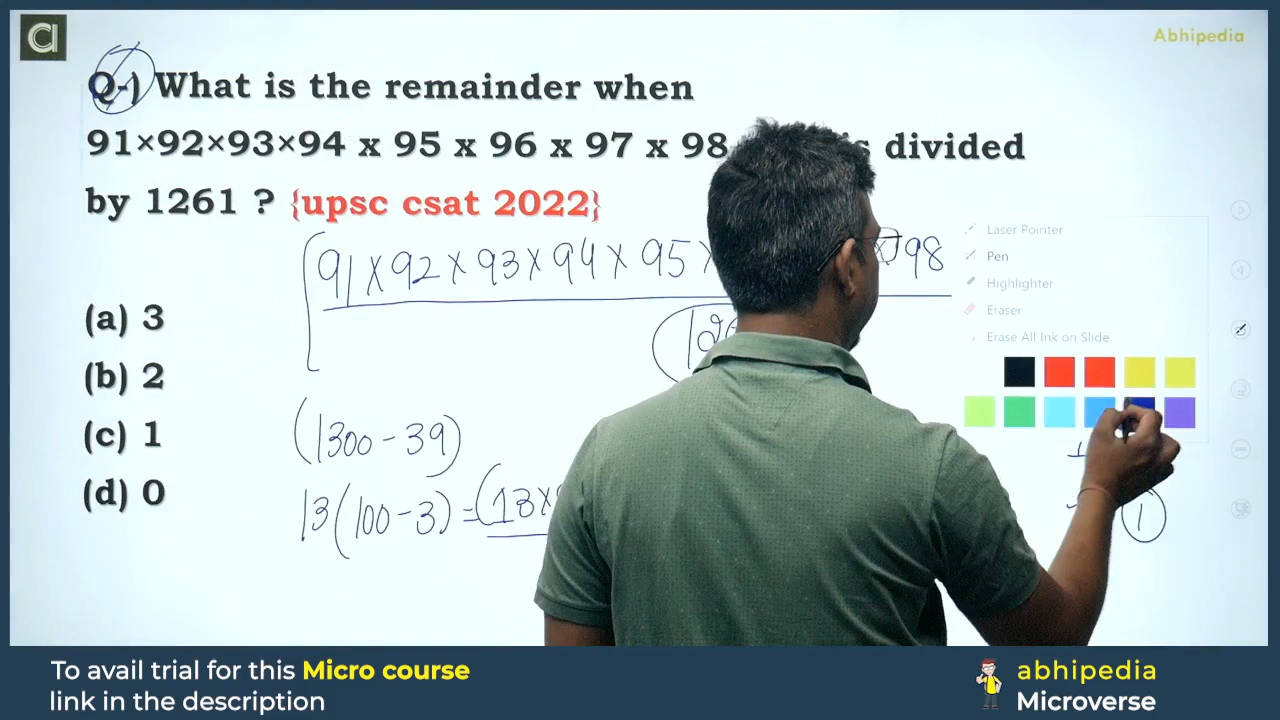 Abhipedia
Q-) What is the remainder when
91×92×93×94 x 95 x 96 x 97 x 98 divided
by 1261 ? {upsc csat 2022}
91 × 92 × 93 × 94 × 95 × 98
Laser Pointer
Pen
Highlighter
Eraser
Erase All Ink on Slide
(a) 3
(b) 2
(c) 1
(d) 0
(1300 - 39)
13(100-3) = (13×
1
To avail trial for this Micro course
link in the description
abhipedia
Microverse